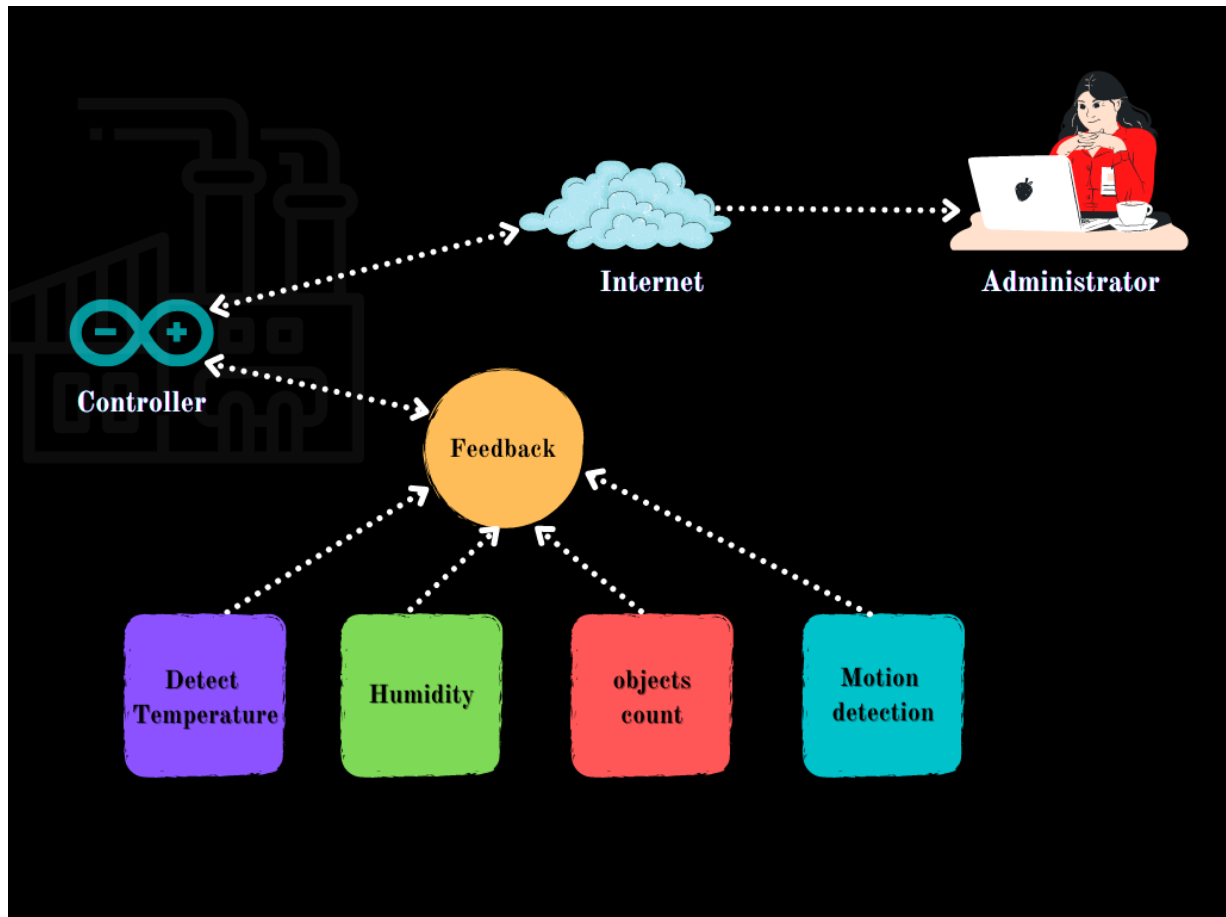 Internet
Administrator
Controller
Feedback
Detect
Temperature
Humidity
objects
count
Motion
detection